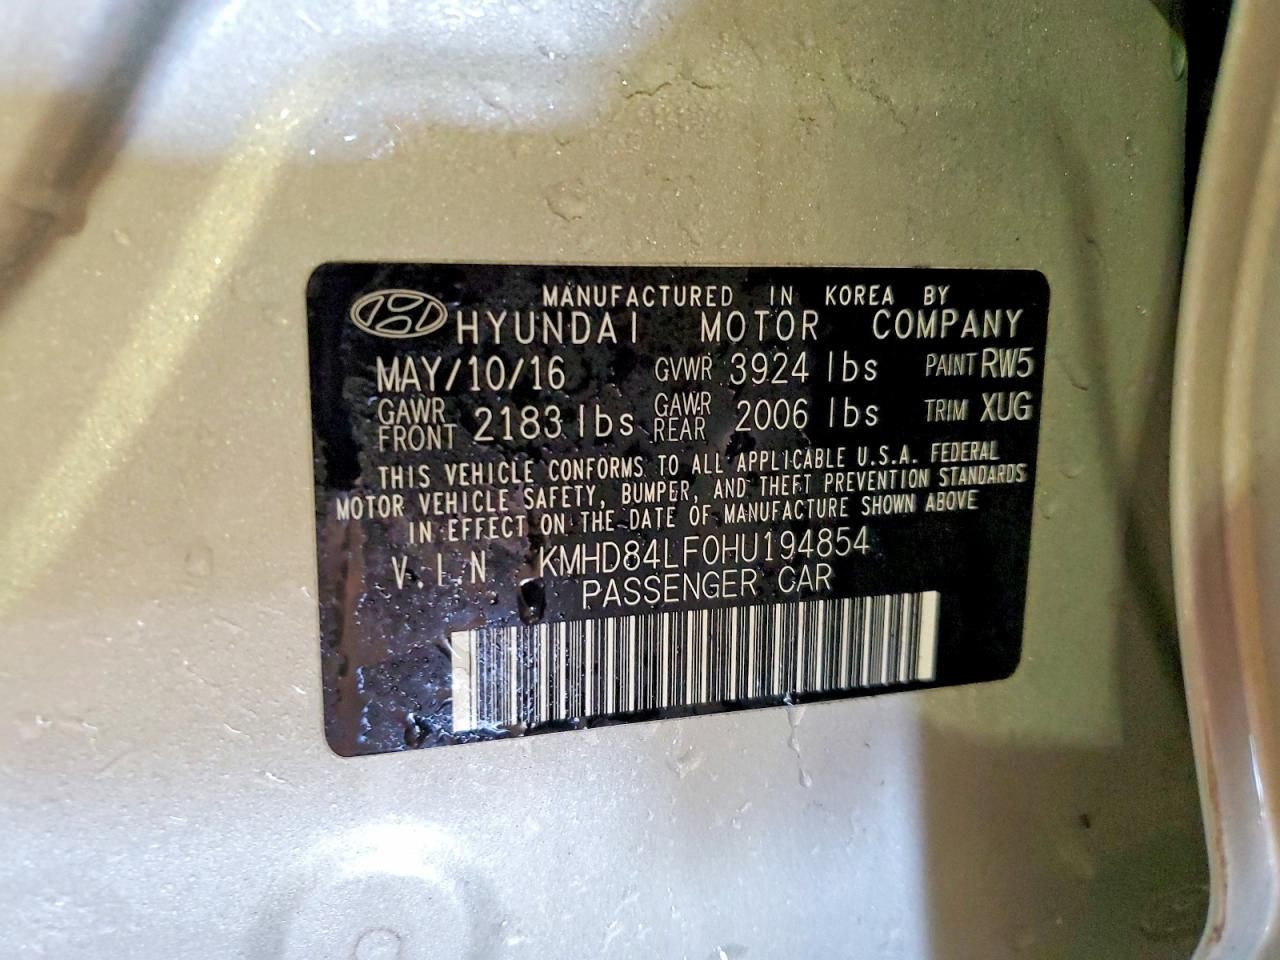 MANUFACTURED IN KOREA BY
HYUNDAI MOTOR COMPANY
MAY/10/16 GVWR 3924 lbs PAINT RW5
GAWR FRONT 2183 lbs GAWR REAR 2006 lbs TRIM XUG
THIS VEHICLE CONFORMS TO ALL APPLICABLE U.S.A. FEDERAL
MOTOR VEHICLE SAFETY, BUMPER, AND THEFT PREVENTION STANDARDS
IN EFFECT ON THE DATE OF MANUFACTURE SHOWN ABOVE
V.I.N KMHD84LF0HU194854
PASSENGER CAR